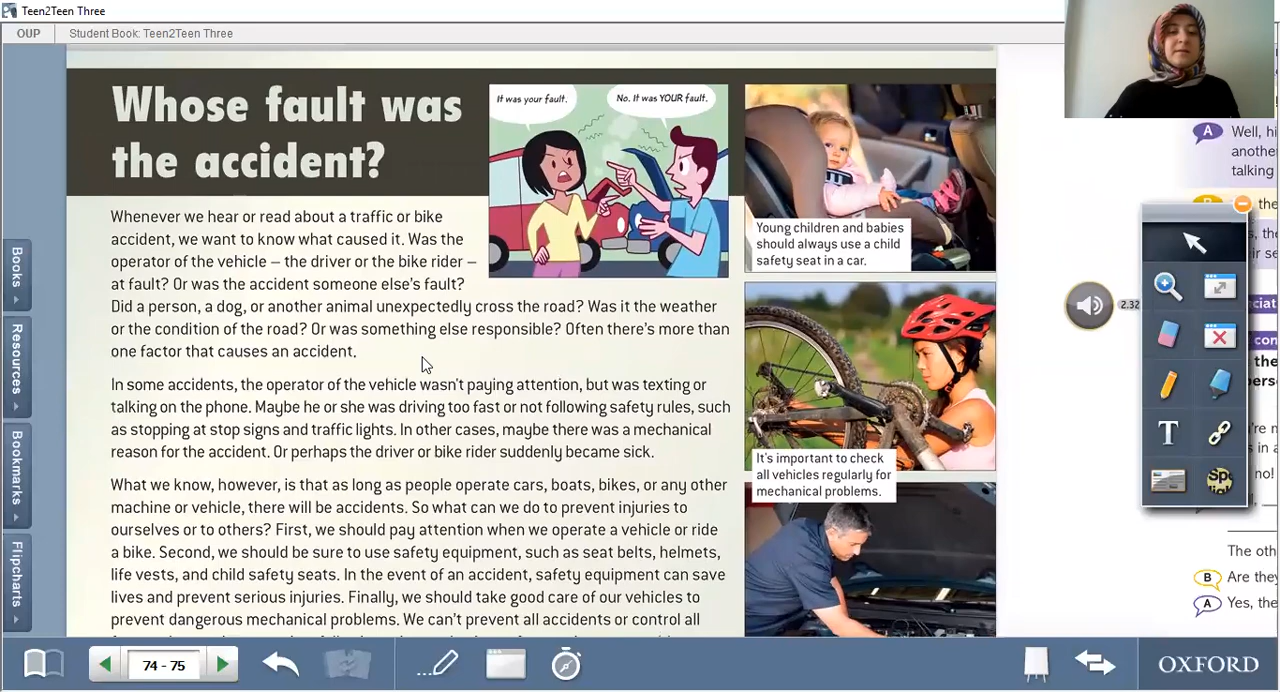 Teen2Teen Three
OUP
Student Book: Teen2Teen Three
Whose fault was
the accident?
It was your fault.
No. It was YOUR fault.
Whenever we hear or read about a traffic or bike
accident, we want to know what caused it. Was the
operator of the vehicle – the driver or the bike rider –
at fault? Or was the accident someone else's fault?
Did a person, a dog, or another animal unexpectedly cross the road? Was it the weather
or the condition of the road? Or was something else responsible? Often there's more than
one factor that causes an accident.
In some accidents, the operator of the vehicle wasn't paying attention, but was texting or
talking on the phone. Maybe he or she was driving too fast or not following safety rules, such
as stopping at stop signs and traffic lights. In other cases, maybe there was a mechanical
reason for the accident. Or perhaps the driver or bike rider suddenly became sick.
What we know, however, is that as long as people operate cars, boats, bikes, or any other
machine or vehicle, there will be accidents. So what can we do to prevent injuries to
ourselves or to others? First, we should pay attention when we operate a vehicle or ride
a bike. Second, we should be sure to use safety equipment, such as seat belts, helmets,
life vests, and child safety seats. In the event of an accident, safety equipment can save
lives and prevent serious injuries. Finally, we should take good care of our vehicles to
prevent dangerous mechanical problems. We can't prevent all accidents or control all
Young children and babies
should always use a child
safety seat in a car.
It's important to check
all vehicles regularly for
mechanical problems.
A
Well, hi
another
talking
B
the
2.32
T
Sp
no!
The oth
B
Are they
A
Yes, the
Books
Resources
Bookmarks
Flipcharts
74 - 75
OXFORD